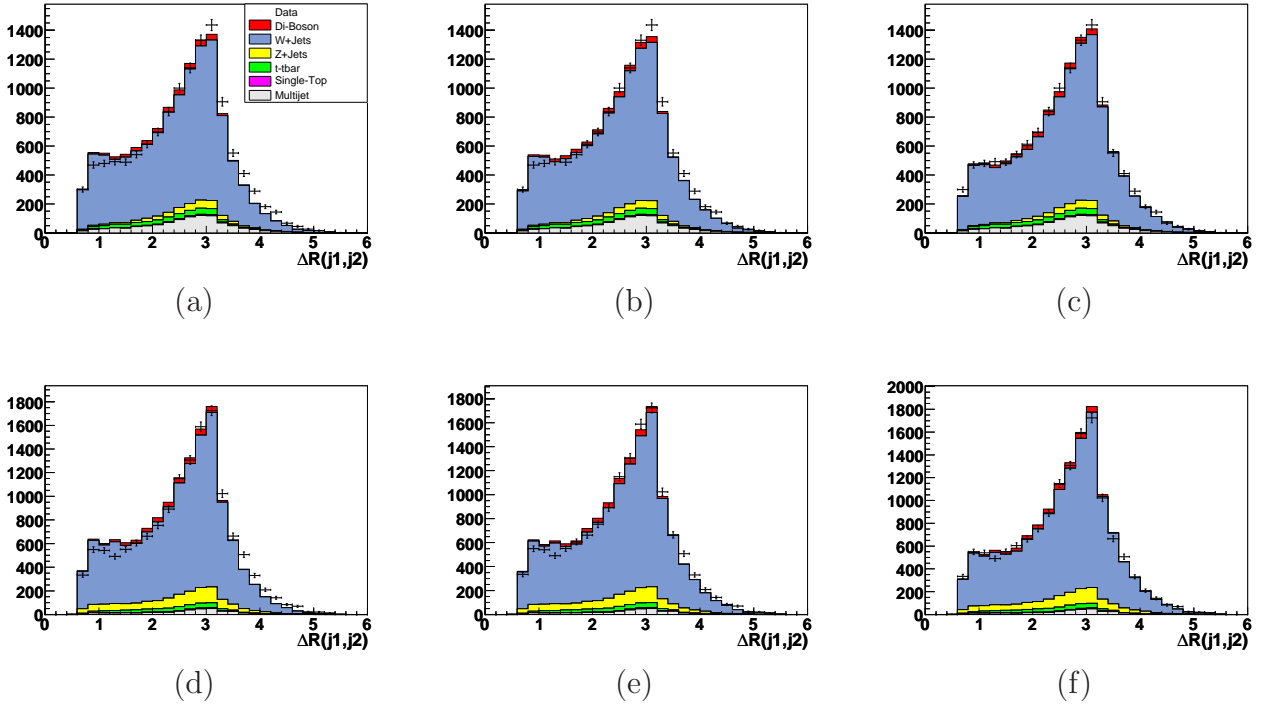 1400
1200
1000
800
600
400
200
0
0 1 2 3 4 5 6
ΔR(j1,j2)
Data
Di-Boson
W+Jets
Z+Jets
t-tbar
Single-Top
Multijet
(a)
1400
1200
1000
800
600
400
200
0
0 1 2 3 4 5 6
ΔR(j1,j2)
(b)
1400
1200
1000
800
600
400
200
0
0 1 2 3 4 5 6
ΔR(j1,j2)
(c)
1800
1600
1400
1200
1000
800
600
400
200
0
0 1 2 3 4 5 6
ΔR(j1,j2)
(d)
1800
1600
1400
1200
1000
800
600
400
200
0
0 1 2 3 4 5 6
ΔR(j1,j2)
(e)
2000
1800
1600
1400
1200
1000
800
600
400
200
0
0 1 2 3 4 5 6
ΔR(j1,j2)
(f)